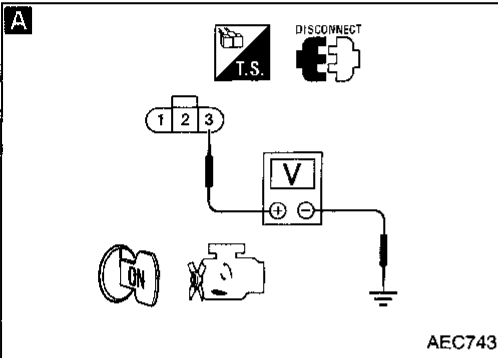 A
T.S.
DISCONNECT
1 2 3
V
+ −
ON
AEC743